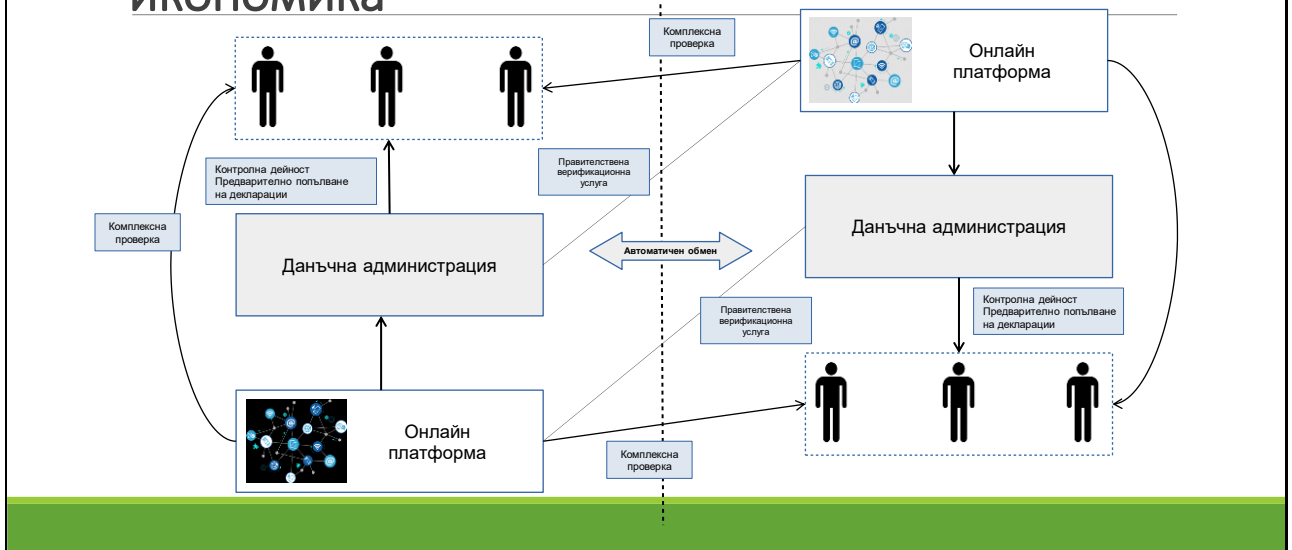 икономика
Комплексна
проверка
Онлайн
платформа
Контролна дейност
Предварително попълване
на декларации
Правителствена
верификационна
услуга
Комплексна
проверка
Данъчна администрация
Автоматичен обмен
Данъчна администрация
Правителствена
верификационна
услуга
Контролна дейност
Предварително попълване
на декларации
Онлайн
платформа
Комплексна
проверка